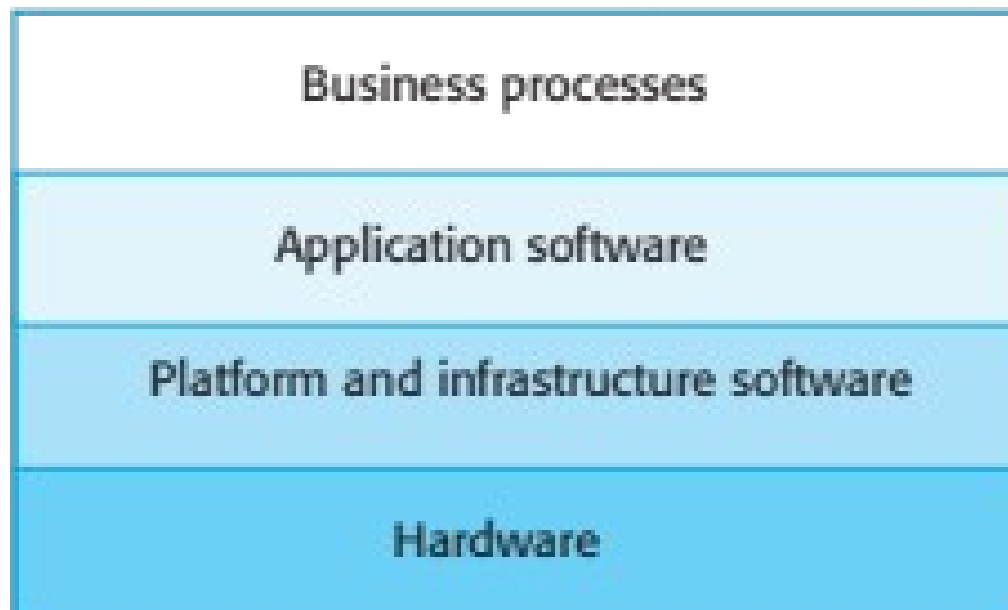 Business processes
Application software
Platform and infrastructure software
Hardware